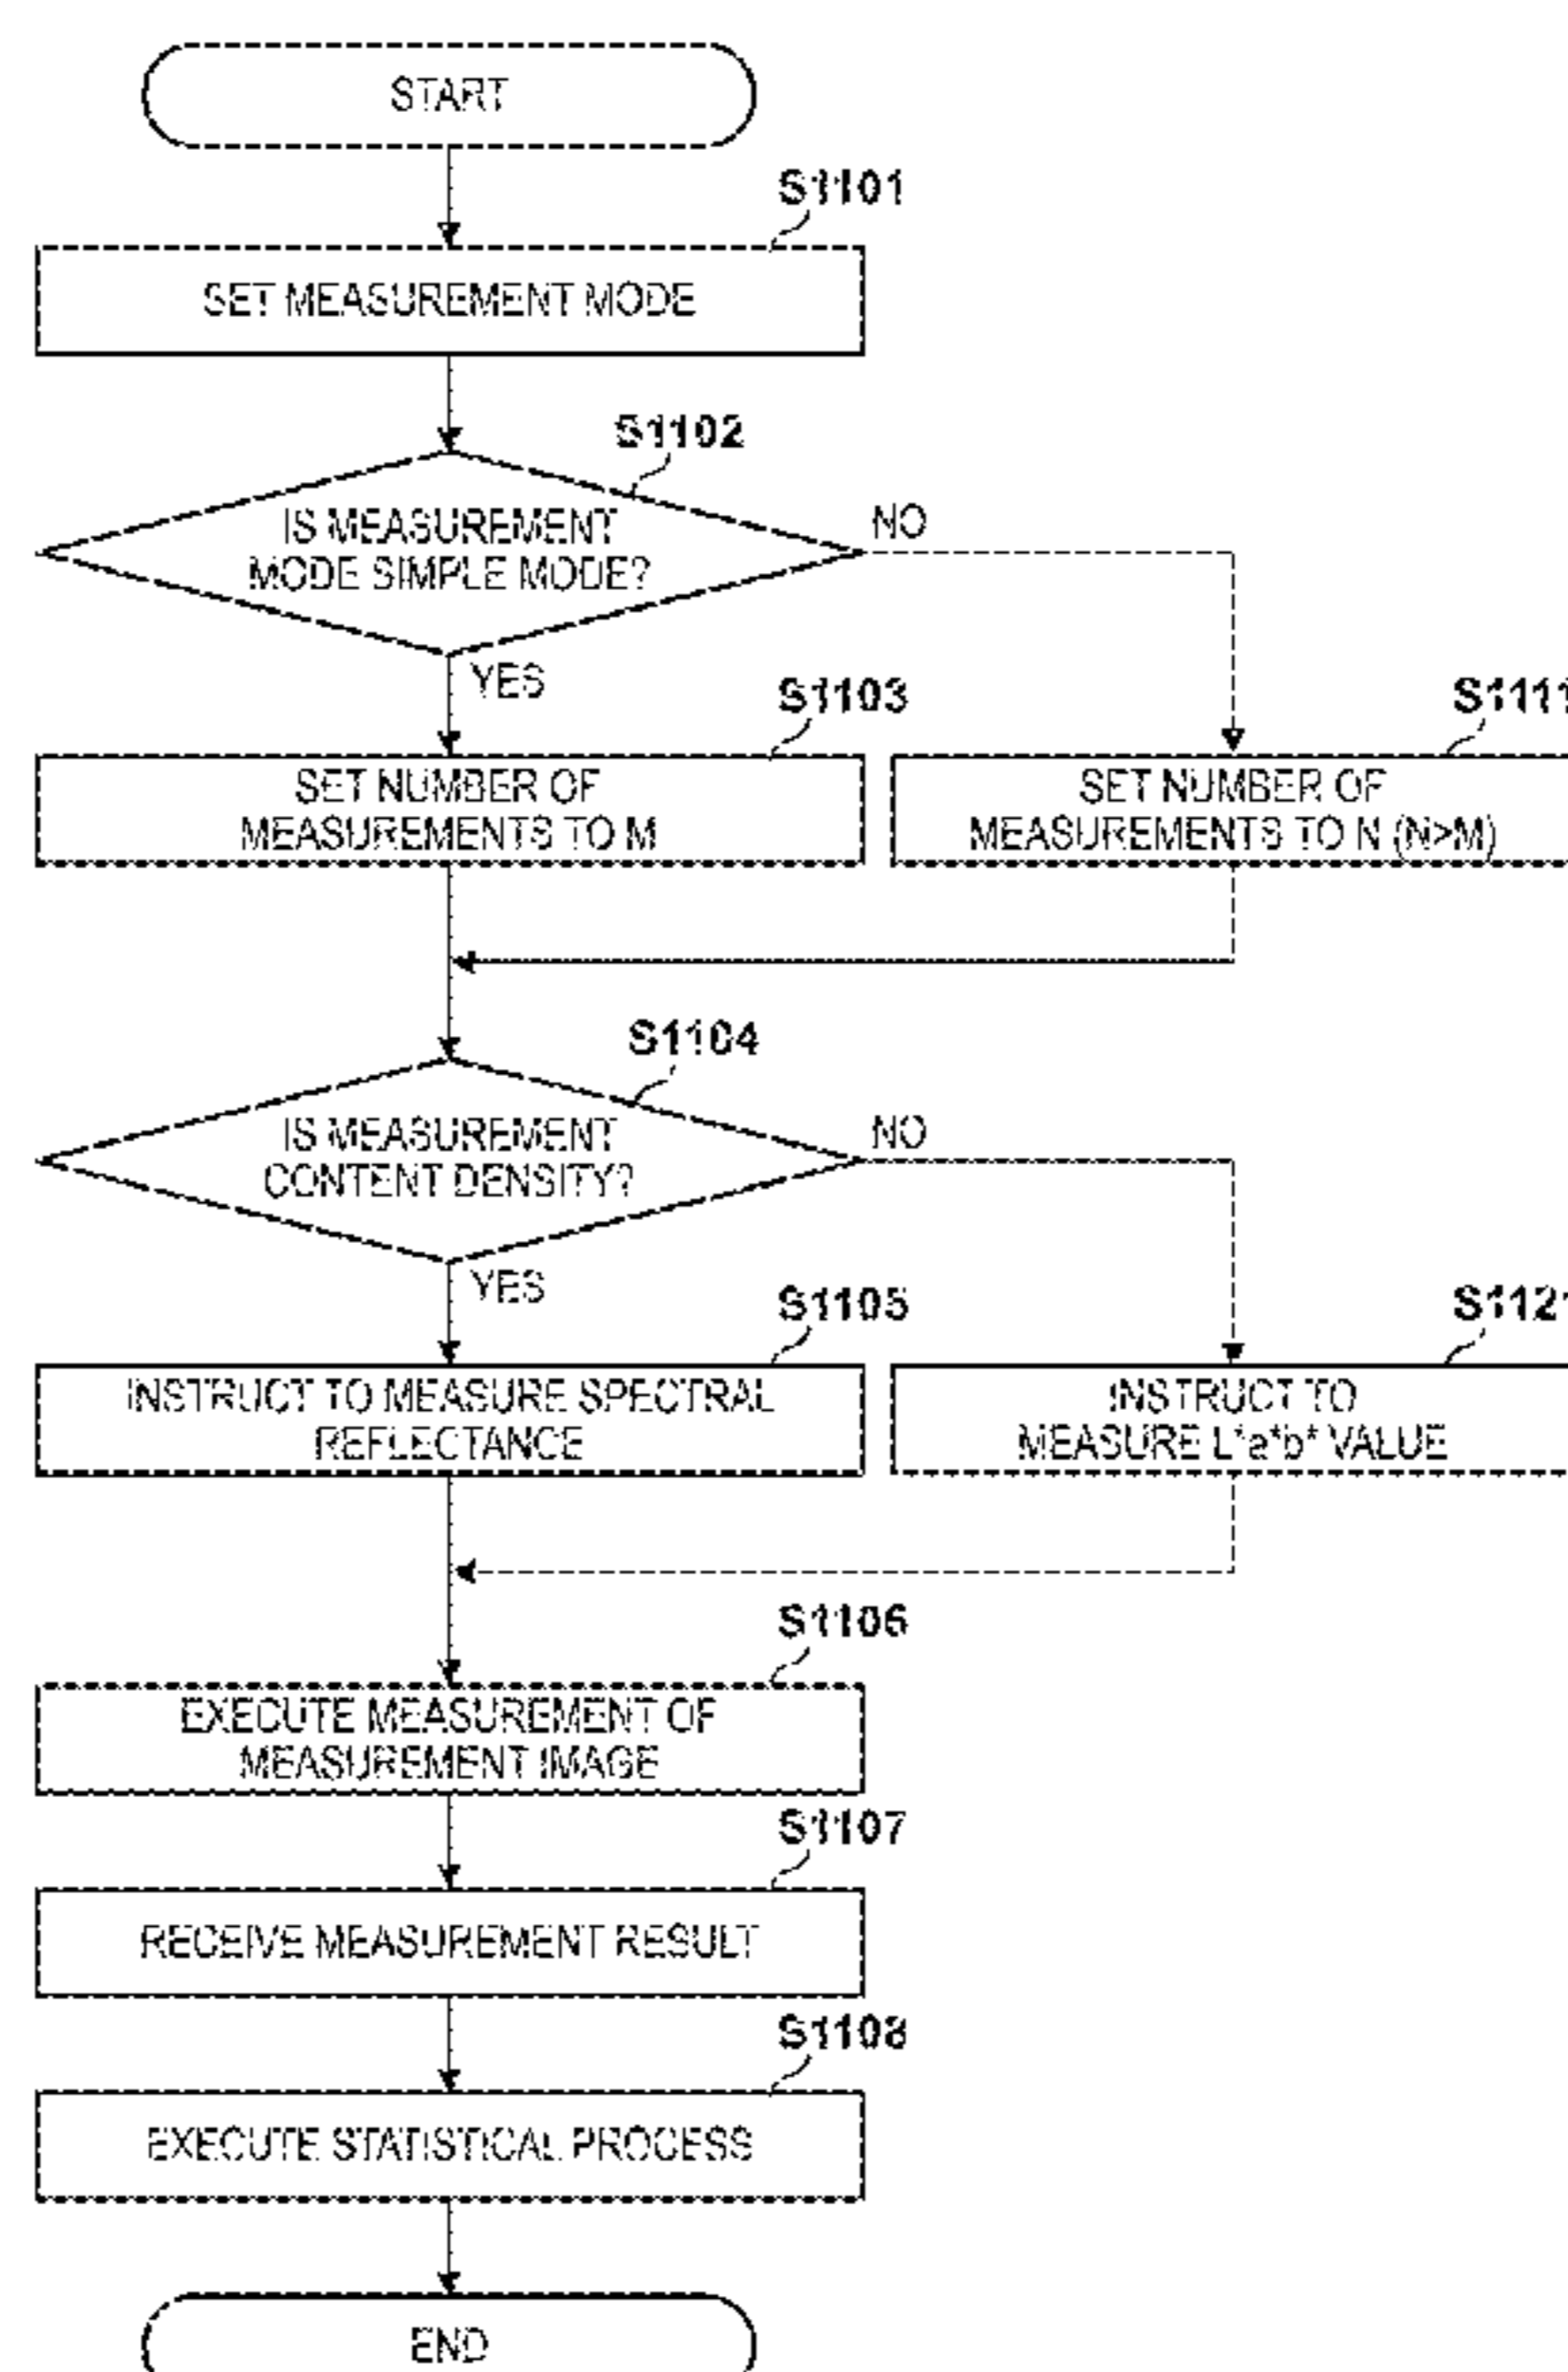 START
S1101
SET MEASUREMENT MODE
S1102
IS MEASUREMENT
MODE SIMPLE MODE?
NO
YES
S1103
SET NUMBER OF
MEASUREMENTS TO M
S1111
SET NUMBER OF
MEASUREMENTS TO N (N>M)
S1104
IS MEASUREMENT
CONTENT DENSITY?
NO
YES
S1105
INSTRUCT TO MEASURE SPECTRAL
REFLECTANCE
S1121
INSTRUCT TO
MEASURE L*a*b* VALUE
S1106
EXECUTE MEASUREMENT OF
MEASUREMENT IMAGE
S1107
RECEIVE MEASUREMENT RESULT
S1108
EXECUTE STATISTICAL PROCESS
END